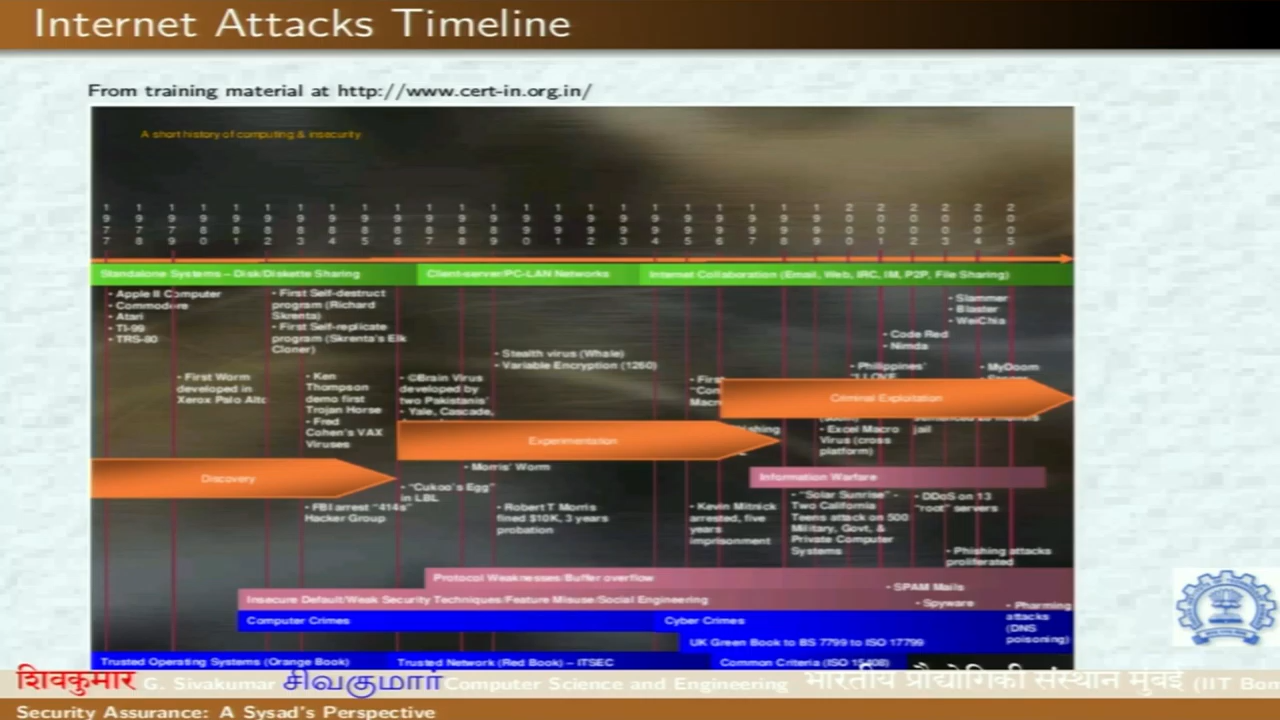 Internet Attacks Timeline
From training material at http://www.cert-in.org.in/
A short history of computing & insecurity
1977 1978 1979 1980 1981 1982 1983 1984 1985 1986 1987 1988 1989 1990 1991 1992 1993 1994 1995 1996 1997 1998 1999 2000 2001 2002 2003 2004 2005
Standalone Systems – Disk/Diskette Sharing
Client-server/PC-LAN Networks
Internet Collaboration (Email, Web, IRC, IM, P2P, File Sharing)
- Apple II Computer
- Commodore
- Atari
- TI-99
- TRS-80
- First Self-destruct
program (Richard
Skrenta)
- First Self-replicate
program (Skrenta's Elk
Cloner)
- Slammer
- Blaster
- WeiChia
- Code Red
- Nimda
- Stealth virus (Whale)
- Variable Encryption (1260)
- First Worm
developed in
Xerox Palo Alto
- Ken
Thompson
demo first
Trojan Horse
- Fred
Cohen's VAX
Viruses
- ©Brain Virus
developed by
two Pakistanis'
- Yale, Cascade,
- First
- Philippines'
- MyDoom
Criminal Exploitation
- Excel Macro
Virus (cross
platform)
jail
Experimentation
Discovery
- Morris' Worm
- "Cukoo's Egg"
in LBL
Information Warfare
- FBI arrest "414s"
Hacker Group
- Robert T Morris
fined $10K, 3 years
probation
- Kevin Mitnick
arrested, five
years
imprisonment
- "Solar Sunrise" -
Two California
Teens attack on 500
Military, Govt, &
Private Computer
Systems
- DDoS on 13
"root" servers
- Phishing attacks
proliferated
Protocol Weaknesses/Buffer overflow
- SPAM Mails
Insecure Default/Weak Security Techniques/Feature Misuse/Social Engineering
- Spyware
- Pharming
attacks
(DNS
poisoning)
Computer Crimes
Cyber Crimes
UK Green Book to BS 7799 to ISO 17799
Trusted Operating Systems (Orange Book)
Trusted Network (Red Book) – ITSEC
Common Criteria (ISO 15408)
शिवकुमार G. Sivakumar சிவகுமார் Computer Science and Engineering भारतीय प्रौद्योगिकी संस्थान मुंबई (IIT Bom
Security Assurance: A Sysad's Perspective